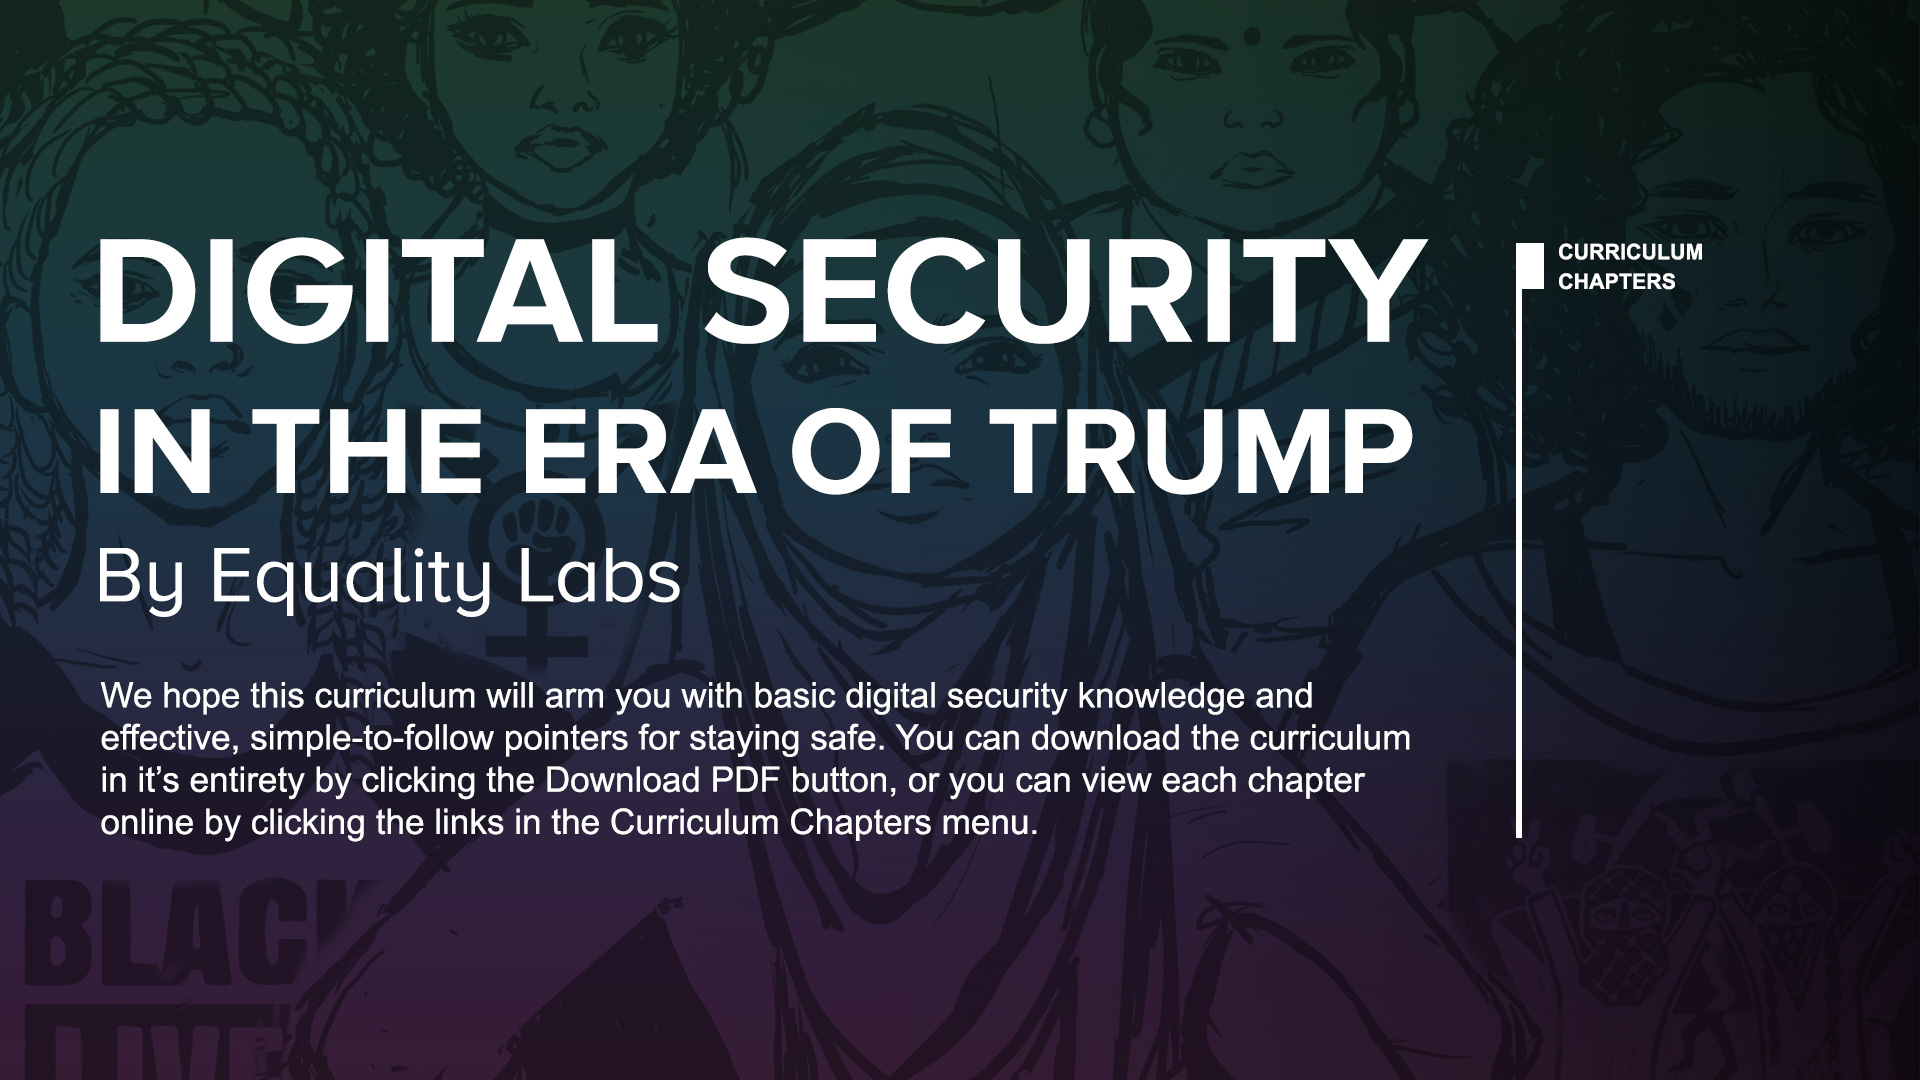 DIGITAL SECURITY
IN THE ERA OF TRUMP
By Equality Labs
We hope this curriculum will arm you with basic digital security knowledge and
effective, simple-to-follow pointers for staying safe. You can download the curriculum
in it’s entirety by clicking the Download PDF button, or you can view each chapter
online by clicking the links in the Curriculum Chapters menu.
CURRICULUM
CHAPTERS
BLACK
LIVE